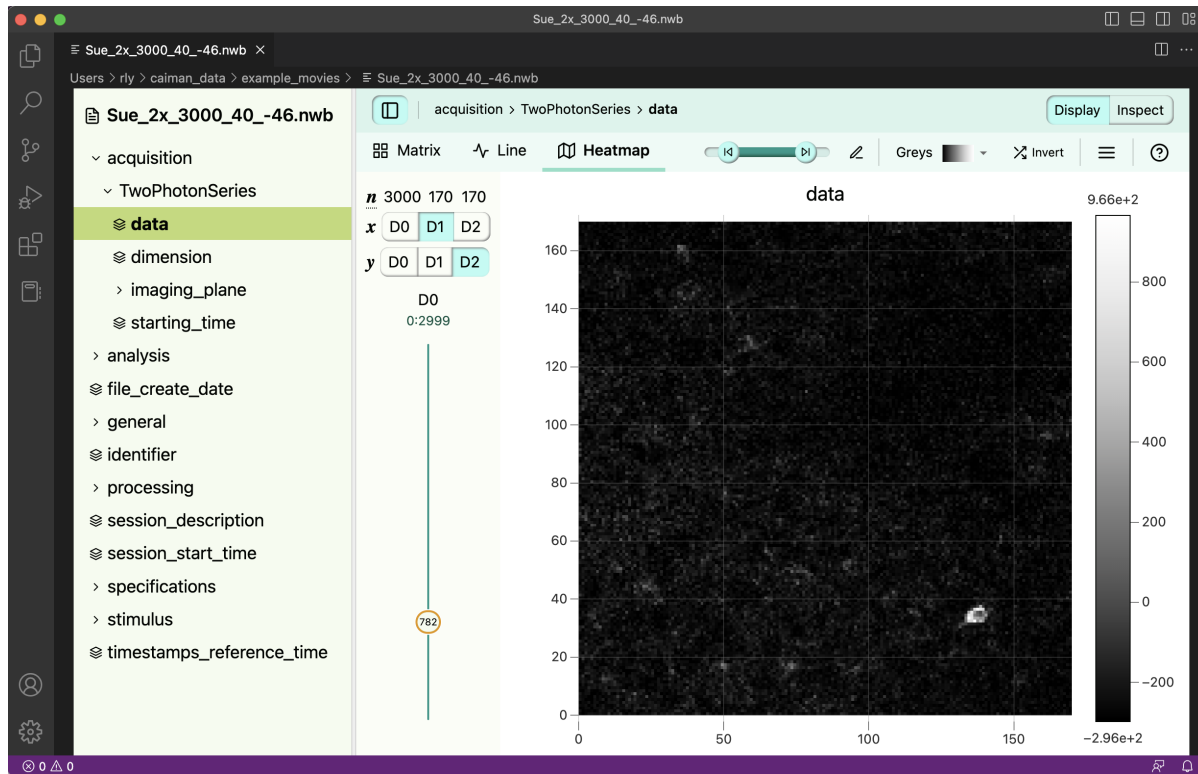 Sue_2x_3000_40_-46.nwb
Sue_2x_3000_40_-46.nwb
Users > rly > caiman_data > example_movies > Sue_2x_3000_40_-46.nwb
Sue_2x_3000_40_-46.nwb
acquisition
TwoPhotonSeries
data
dimension
imaging_plane
starting_time
analysis
file_create_date
general
identifier
processing
session_description
session_start_time
specifications
stimulus
timestamps_reference_time
acquisition > TwoPhotonSeries > data
Display Inspect
Matrix Line Heatmap Greys Invert
n 3000 170 170
x D0 D1 D2
y D0 D1 D2
D0
0:2999
782
data
160
140
120
100
80
60
40
20
0
0 50 100 150
9.66e+2
800
600
400
200
0
−200
−2.96e+2
0 0